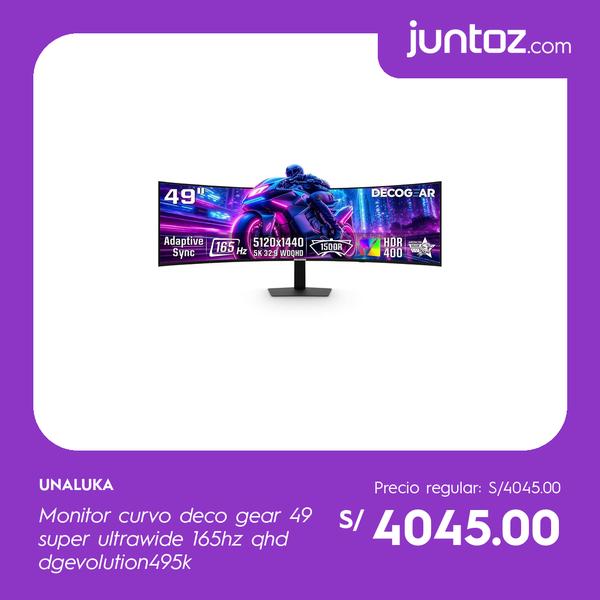 juntoz.com
49"
DECOGEAR
Adaptive
Sync
165 Hz
5120x1440
5K 32:9 WDQHD
1500R
HDR
400
UNALUKA
Monitor curvo deco gear 49
super ultrawide 165hz qhd
dgevolution495k
Precio regular: S/4045.00
S/ 4045.00